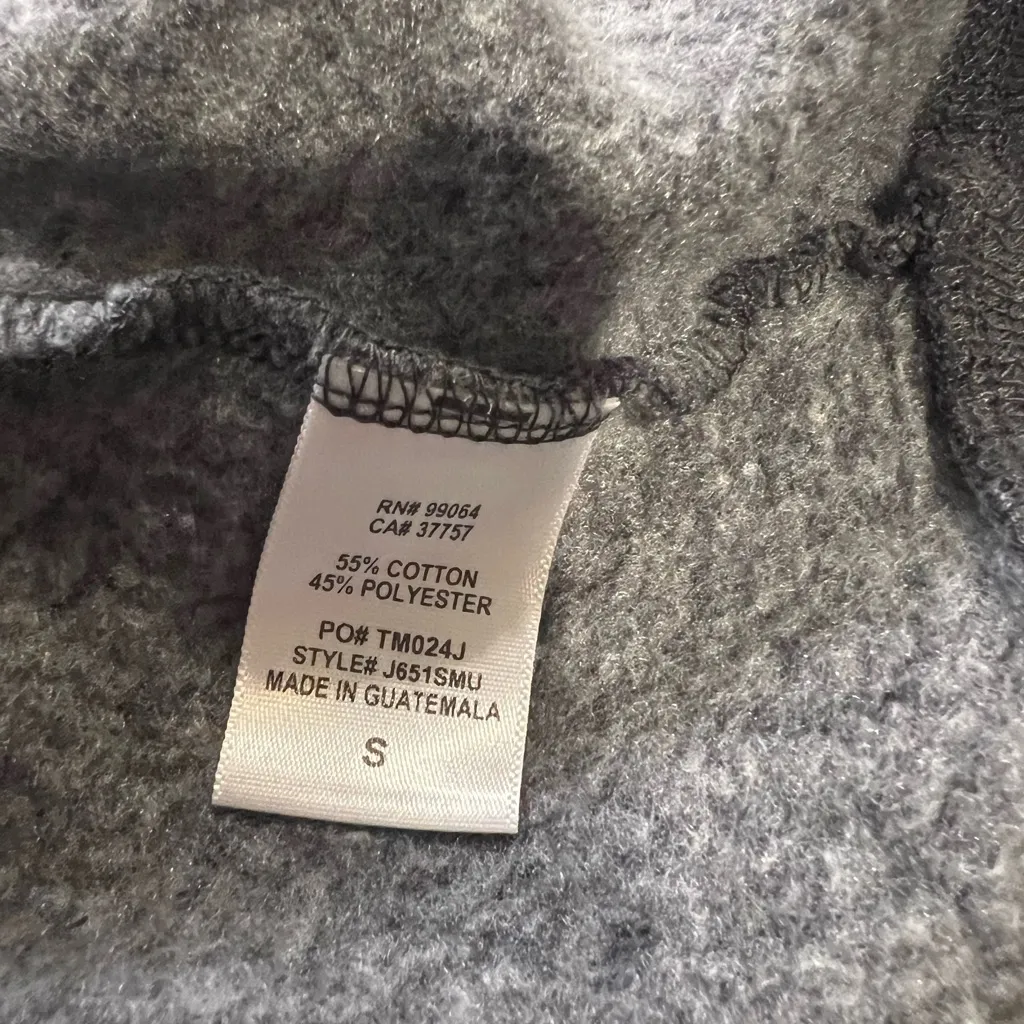 RN# 99064
CA# 37757
55% COTTON
45% POLYESTER
PO# TM024J
STYLE# J651SMU
MADE IN GUATEMALA
S